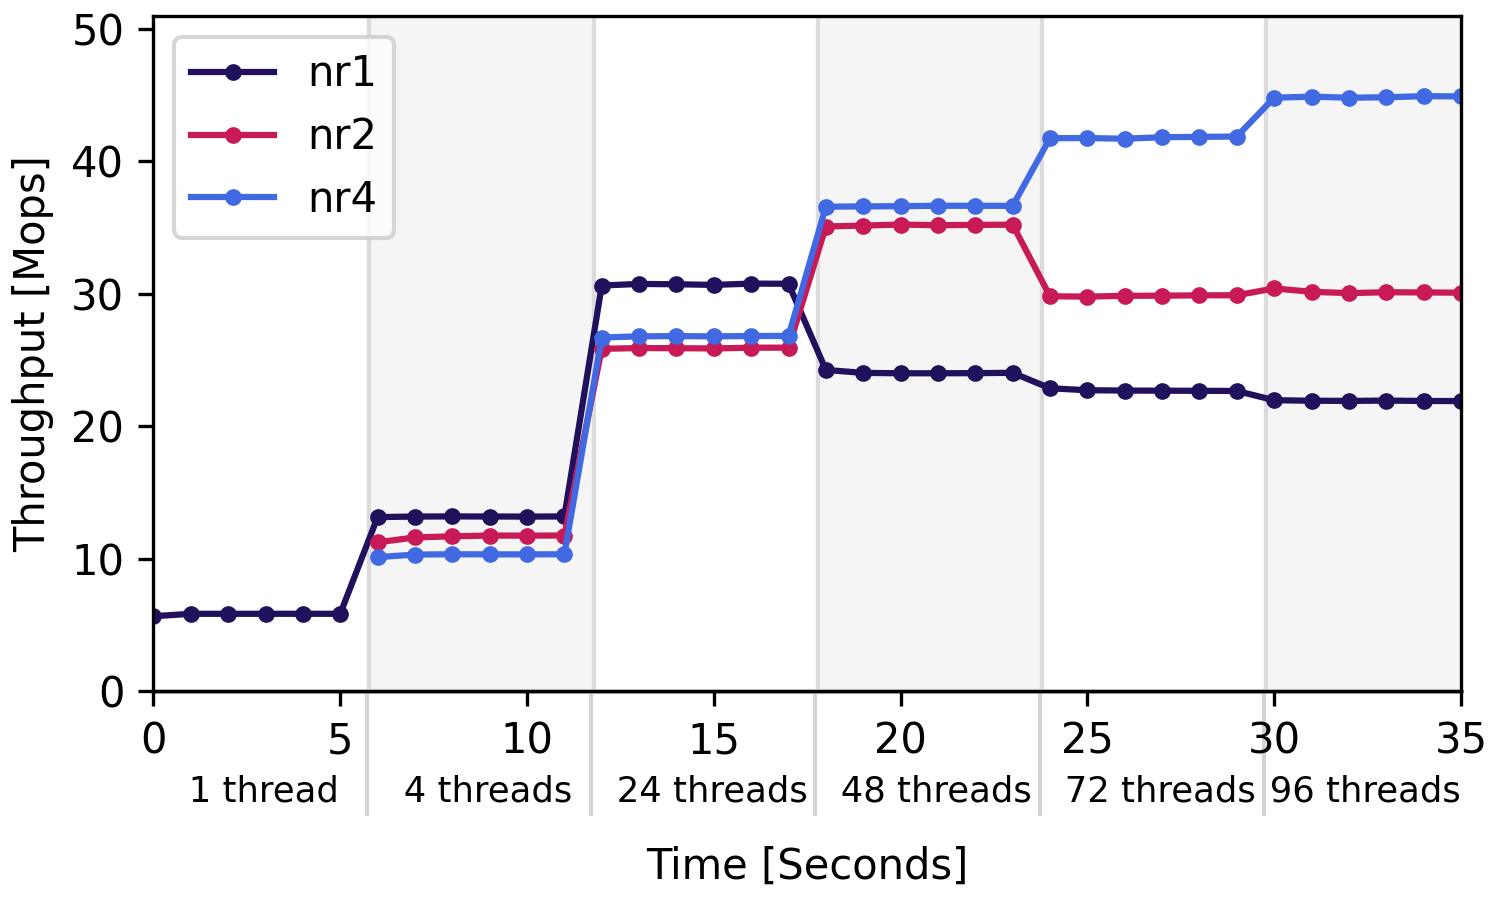 Throughput [Mops]
50
40
30
20
10
0
nr1
nr2
nr4
0 5 10 15 20 25 30 35
1 thread 4 threads 24 threads 48 threads 72 threads 96 threads
Time [Seconds]